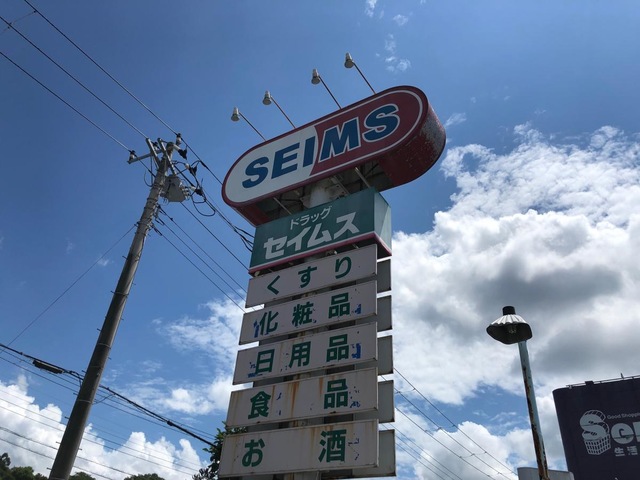 SEIMS
ドラッグ
セイムス
くすり
化粧品
日用品
食品
お酒